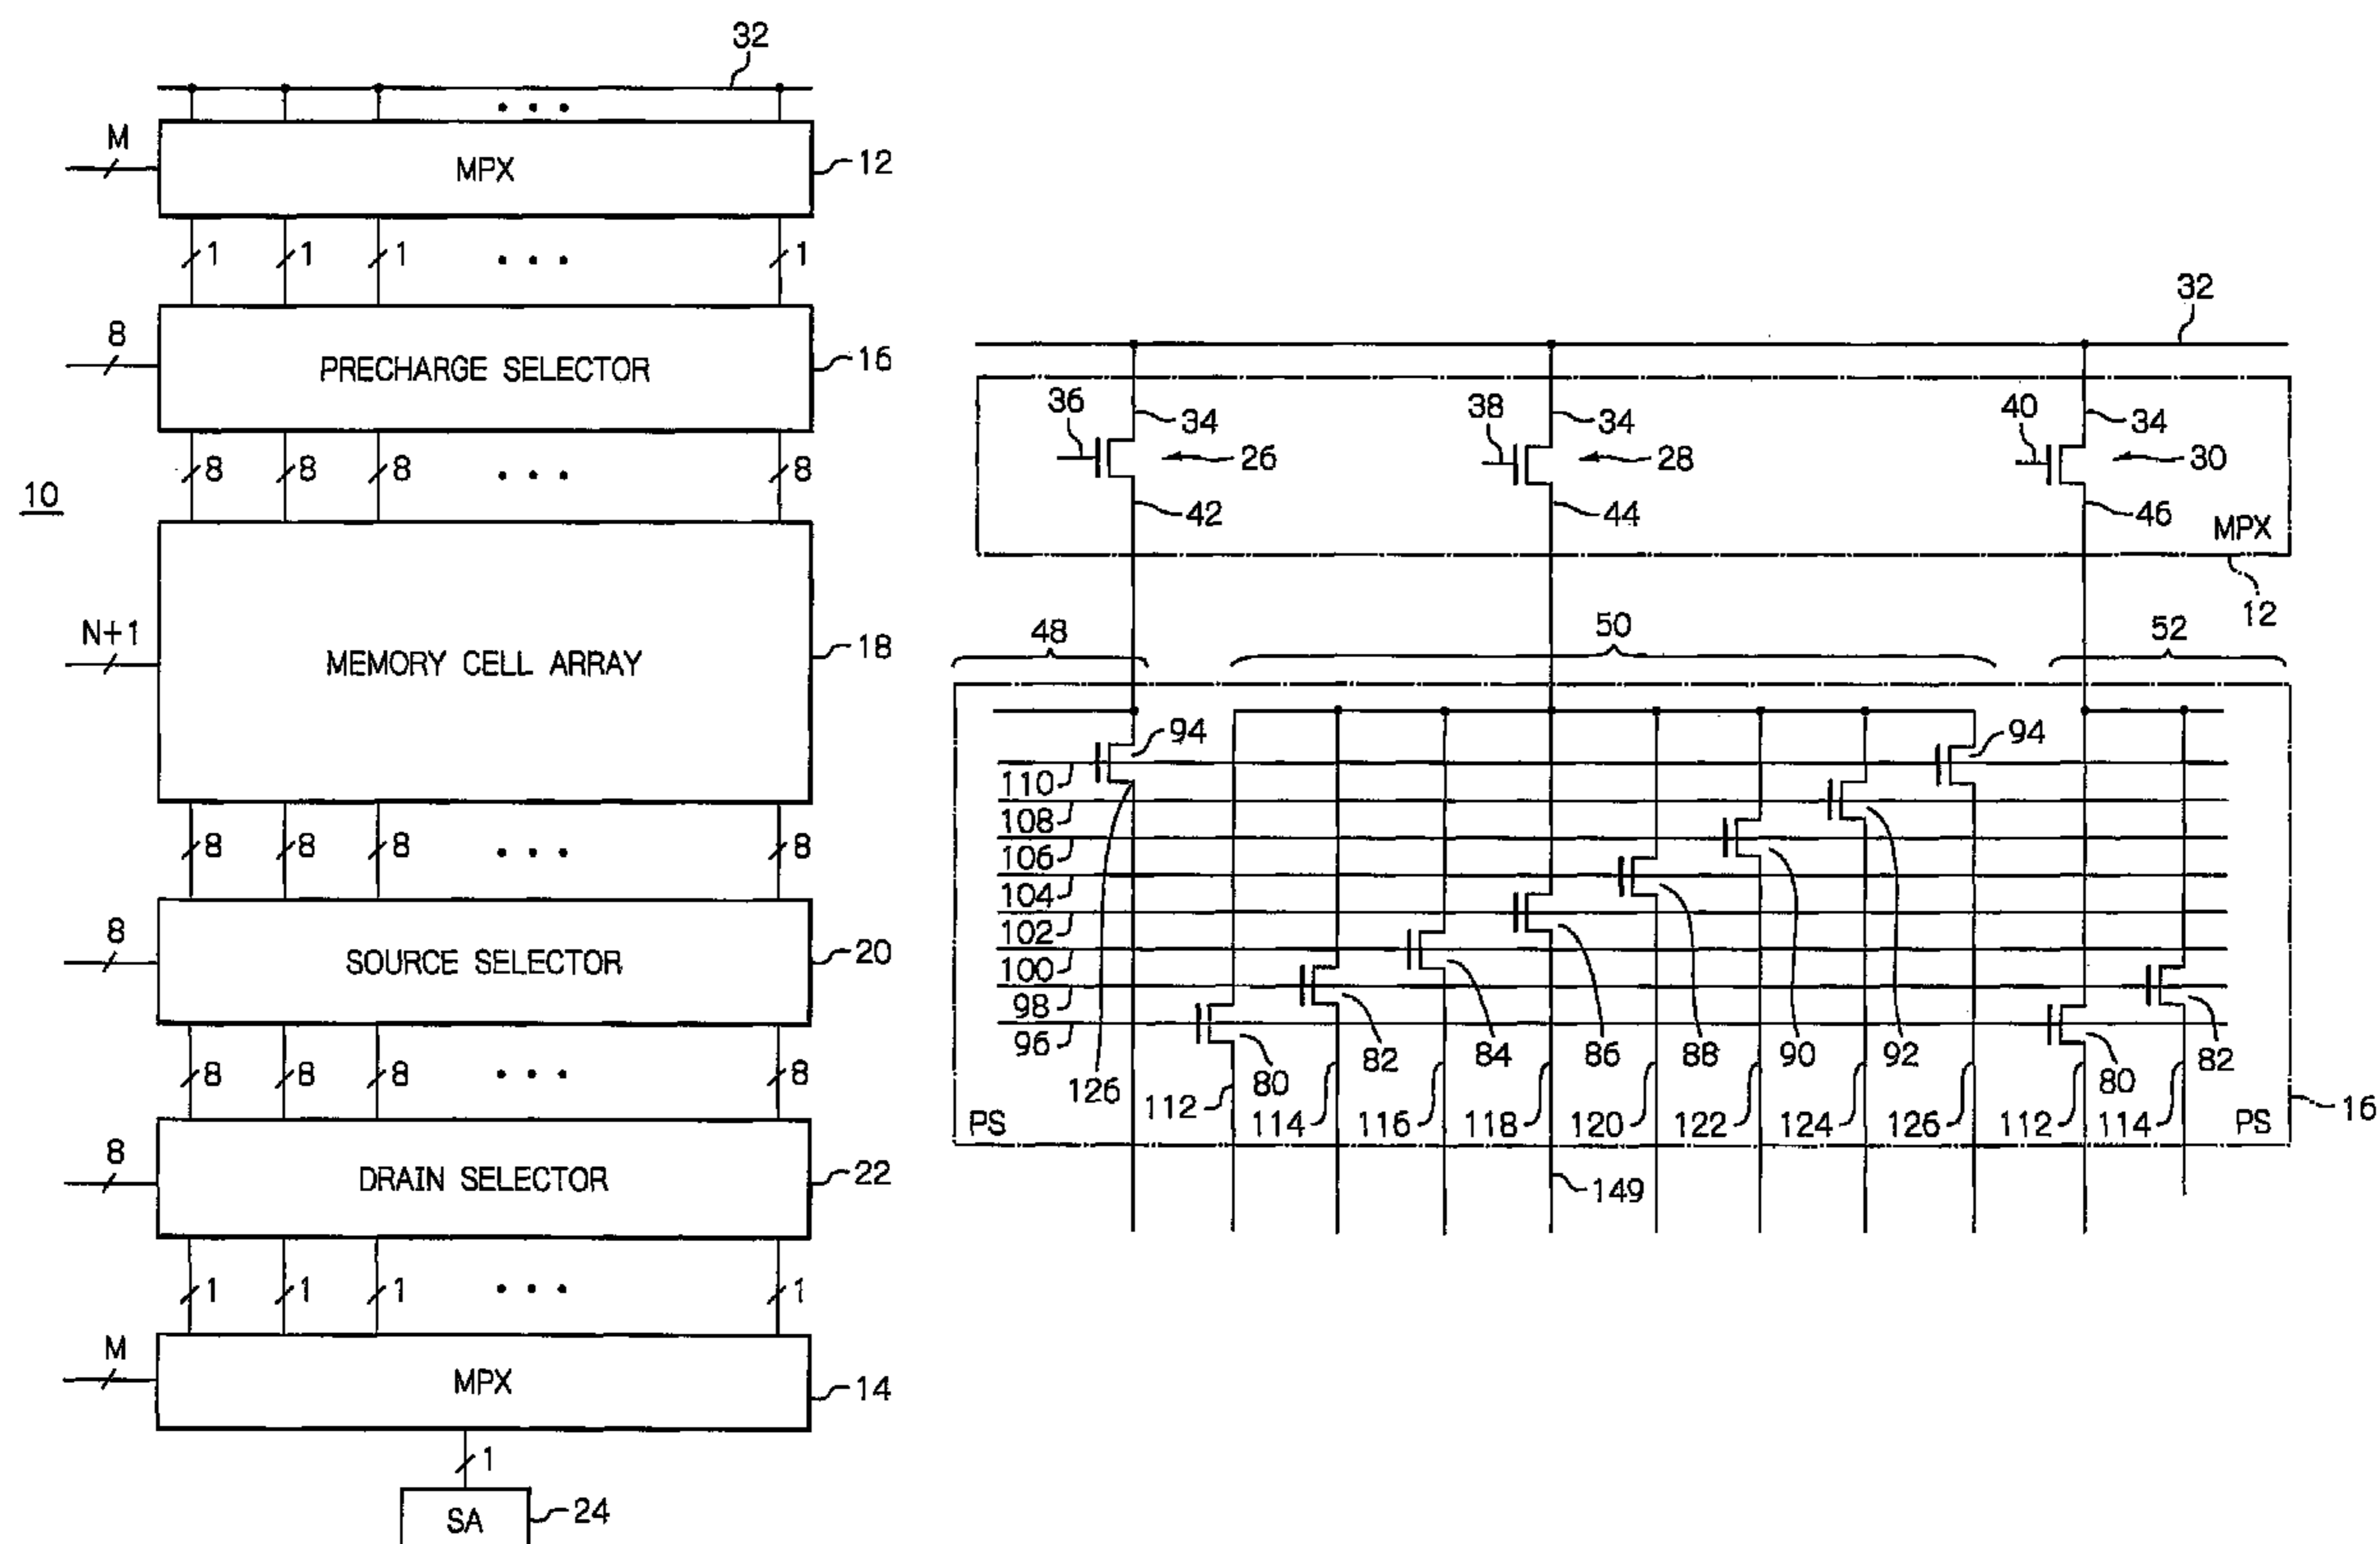 32
M
MPX
12
1 1 1 • • • 1
8
PRECHARGE SELECTOR
16
8 8 8 • • • 8
10
N+1
MEMORY CELL ARRAY
18
8 8 8 • • • 8
8
SOURCE SELECTOR
20
8 8 8 • • • 8
8
DRAIN SELECTOR
22
1 1 1 • • • 1
M
MPX
14
1
SA
24
32
36 34 38 34 40 34
26 28 30
42 44 46
MPX
12
48 50 52
94 94
110
108
106
104
102
100
98
96
126 112 80 82 84 86 88 90 92 80 82
114 116 118 120 122 124 126 112 114
PS PS
16
149